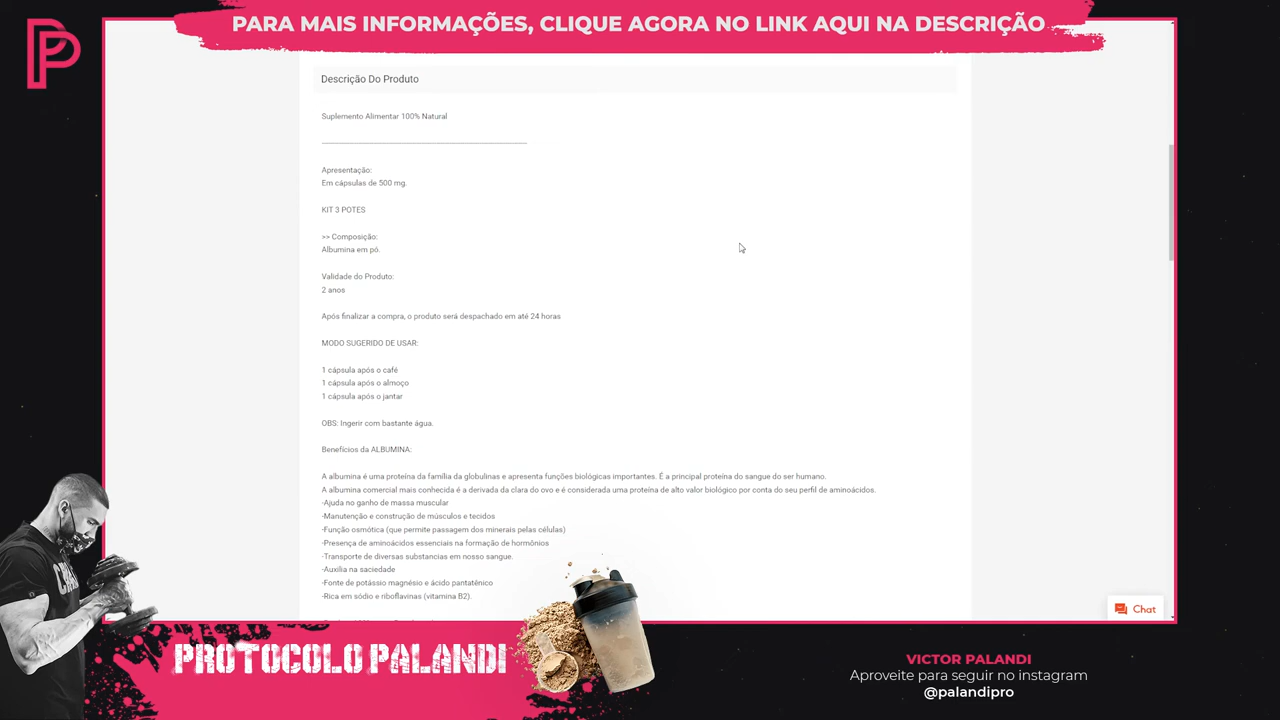 PARA MAIS INFORMAÇÕES, CLIQUE AGORA NO LINK AQUI NA DESCRIÇÃO
Descrição Do Produto
Suplemento Alimentar 100% Natural
Apresentação:
Em cápsulas de 500 mg.
KIT 3 POTES
>> Composição:
Albumina em pó.
Validade do Produto:
2 anos
Após finalizar a compra, o produto será despachado em até 24 horas
MODO SUGERIDO DE USAR:
1 cápsula após o café
1 cápsula após o almoço
1 cápsula após o jantar
OBS: Ingerir com bastante água.
Benefícios da ALBUMINA:
A albumina é uma proteína da família da globulinas e apresenta funções biológicas importantes. É a principal proteína do sangue do ser humano.
A albumina comercial mais conhecida é a derivada da clara do ovo e é considerada uma proteína de alto valor biológico por conta do seu perfil de aminoácidos.
-Ajuda no ganho de massa muscular
-Manutenção e construção de músculos e tecidos
-Função osmótica (que permite passagem dos minerais pelas células)
-Presença de aminoácidos essenciais na formação de hormônios
-Transporte de diversas substancias em nosso sangue.
-Auxilia na saciedade
-Fonte de potássio magnésio e ácido pantatênico
-Rica em sódio e riboflavinas (vitamina B2).
Chat
PROTOCOLO PALANDI
VICTOR PALANDI
Aproveite para seguir no instagram
@palandipro